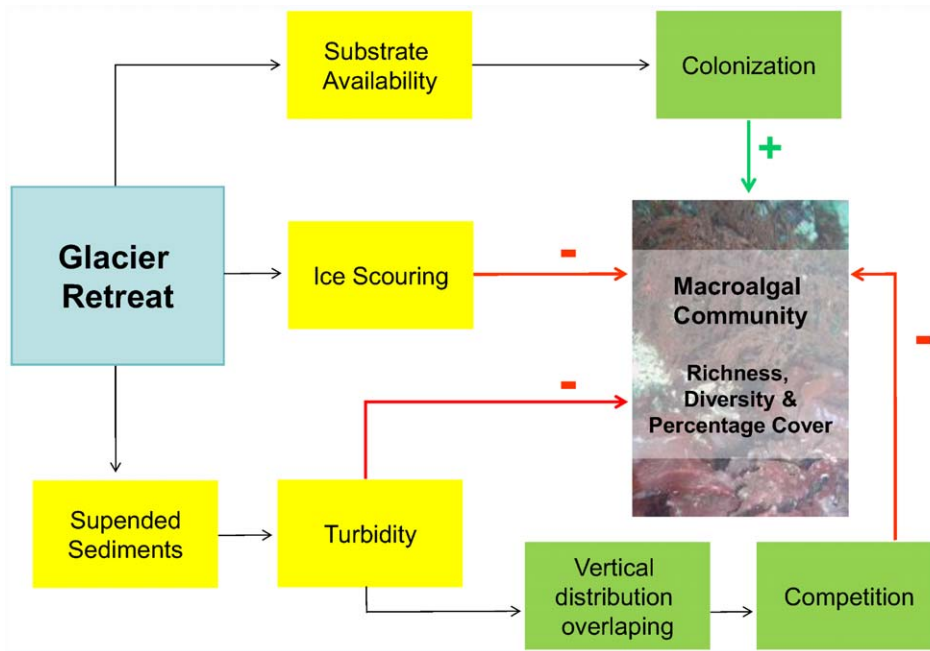 Substrate
Availability
Colonization
+
Glacier
Retreat
Ice Scouring
-
Macroalgal
Community
Richness,
Diversity &
Percentage Cover
-
-
Supended
Sediments
Turbidity
Vertical
distribution
overlaping
Competition